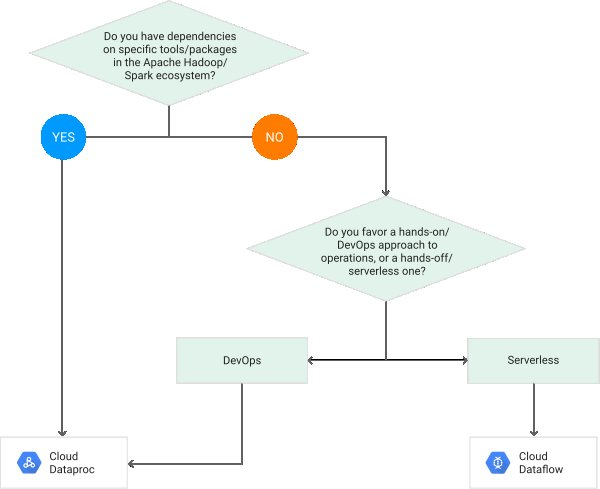 Do you have dependencies
on specific tools/packages
in the Apache Hadoop/
Spark ecosystem?
YES
NO
Do you favor a hands-on/
DevOps approach to
operations, or a hands-off/
serverless one?
DevOps
Serverless
Cloud
Dataproc
Cloud
Dataflow